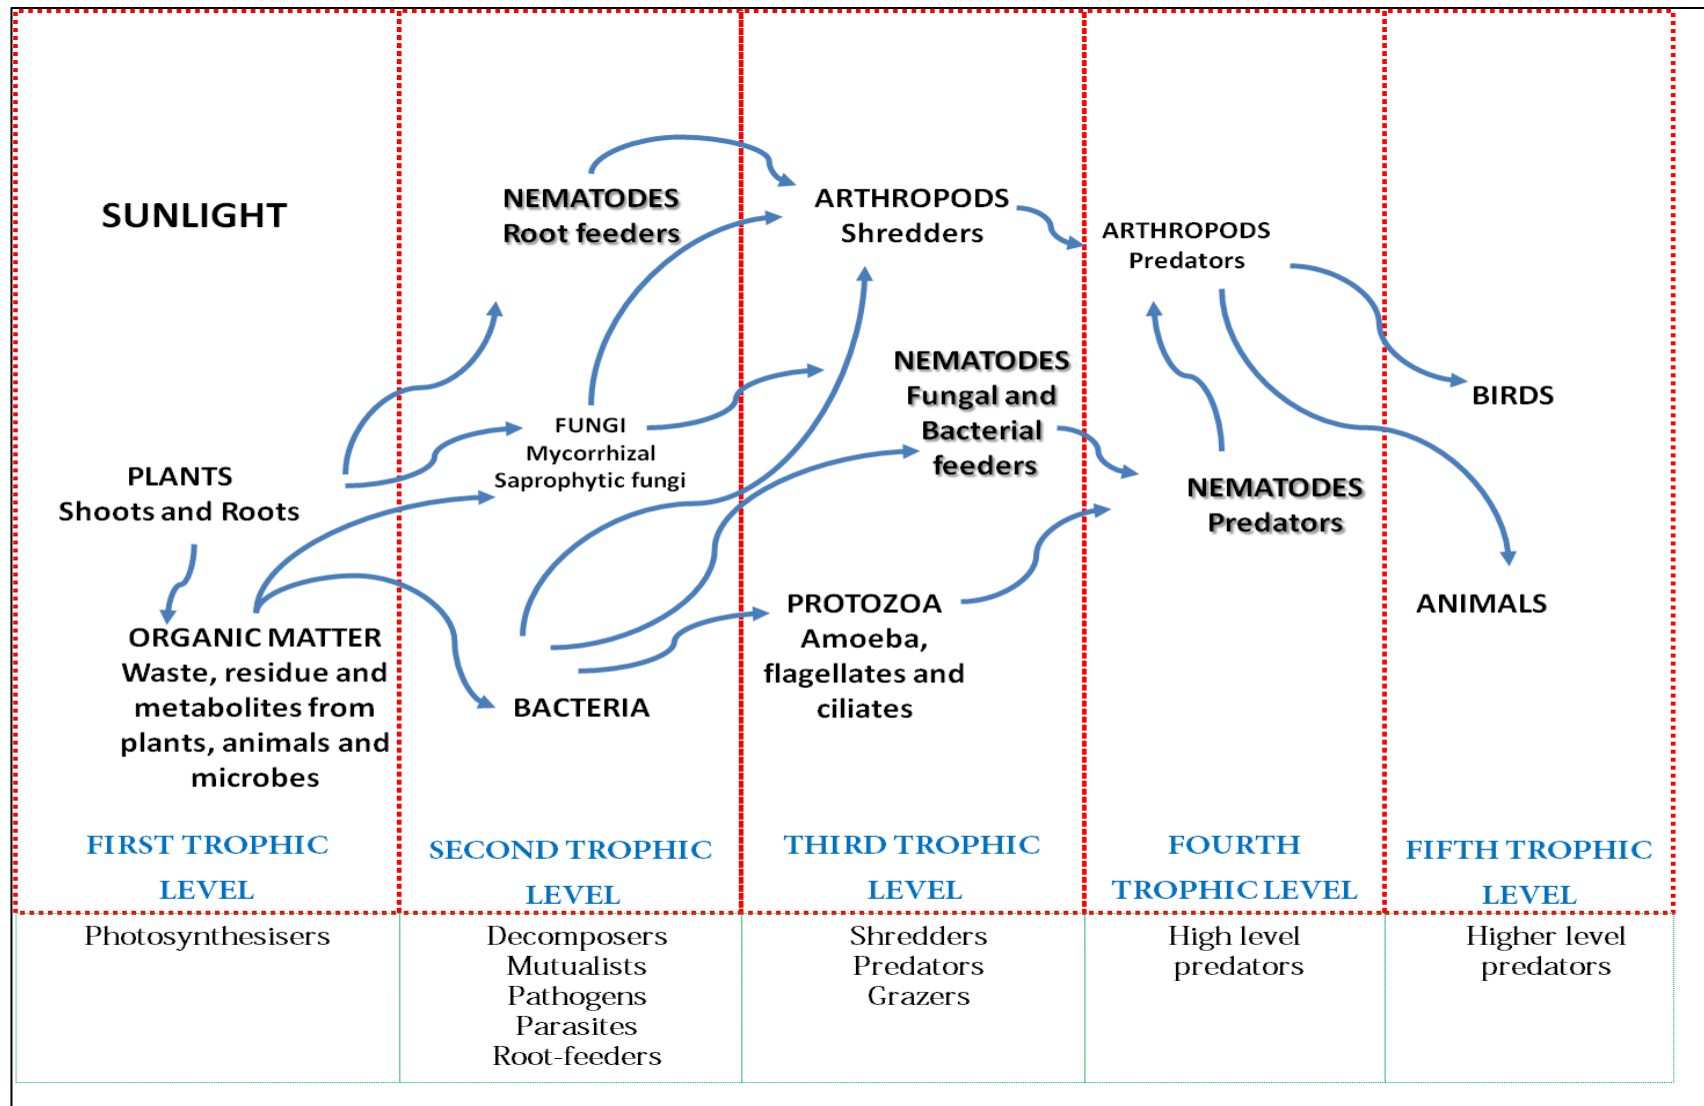 SUNLIGHT
PLANTS
Shoots and Roots
ORGANIC MATTER
Waste, residue and
metabolites from
plants, animals and
microbes
FIRST TROPHIC
LEVEL
Photosynthesisers
NEMATODES
Root feeders
FUNGI
Mycorrhizal
Saprophytic fungi
BACTERIA
SECOND TROPHIC
LEVEL
Decomposers
Mutualists
Pathogens
Parasites
Root-feeders
ARTHROPODS
Shredders
NEMATODES
Fungal and
Bacterial
feeders
PROTOZOA
Amoeba,
flagellates and
ciliates
THIRD TROPHIC
LEVEL
Shredders
Predators
Grazers
ARTHROPODS
Predators
NEMATODES
Predators
FOURTH
TROPHIC LEVEL
High level
predators
BIRDS
ANIMALS
FIFTH TROPHIC
LEVEL
Higher level
predators